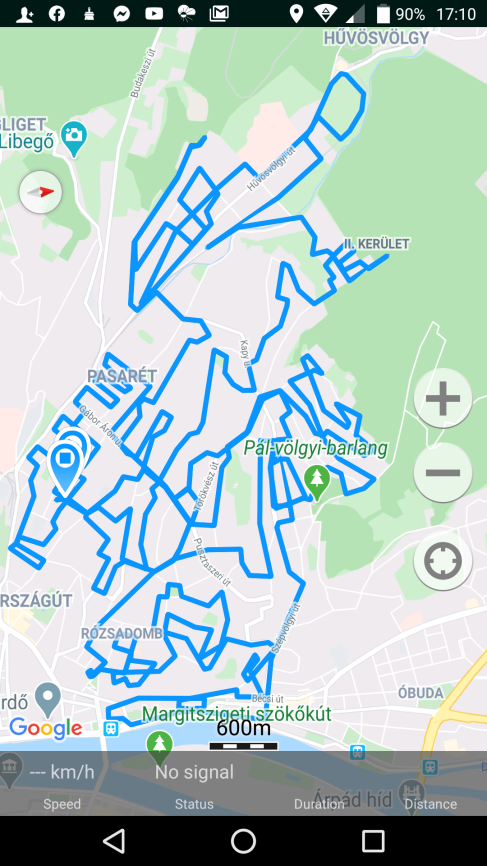 90% 17:10
HŰVÖSVÖLGY
Budakeszi út
GLIGET
Libegő
Hűvösvölgyi út
II. KERÜLET
Kapy u
PASARÉT
Gábor Áron u.
Pál-völgyi-barlang
Törökvész út
Pusztaszeri út
RSZÁGÚT
RÓZSADOMB
Szépvölgyi út
Bécsi út
ÓBUDA
rdő
Margitszigeti szökőkút
Google
600m
--- km/h
No signal
Árpád híd
Speed
Status
Duration
Distance